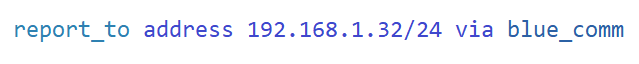 report_to address 192.168.1.32/24 via blue_comm